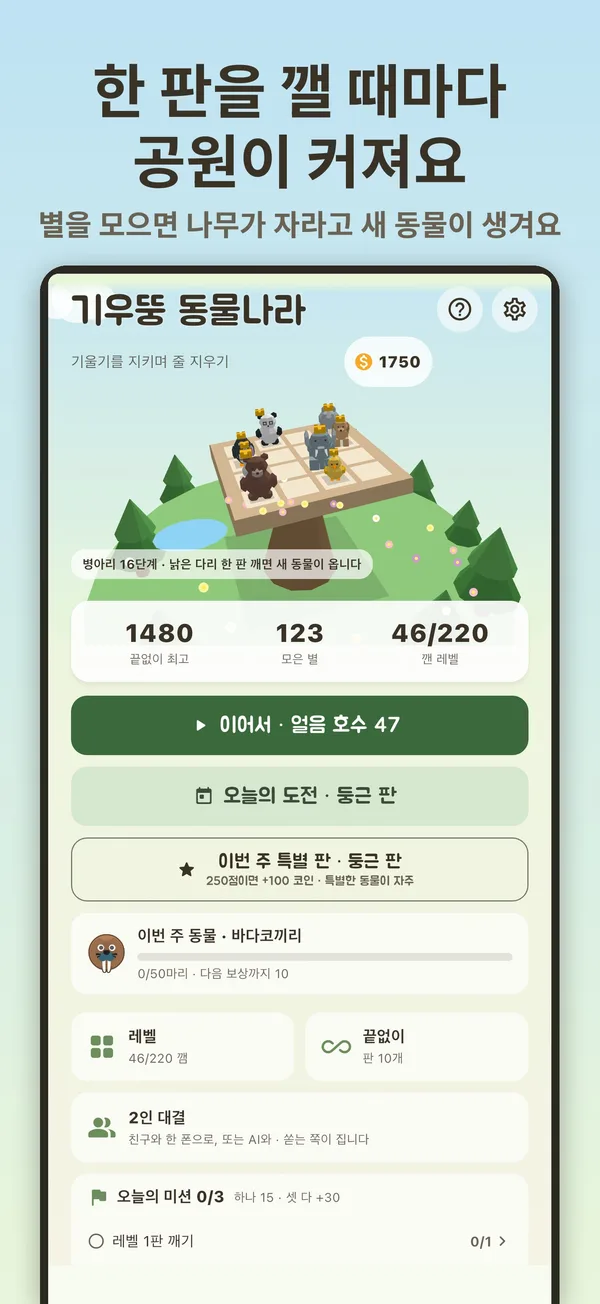 한 판을 깰 때마다
공원이 커져요
별을 모으면 나무가 자라고 새 동물이 생겨요
기우뚱 동물나라
기울기를 지키며 줄 지우기
1750
병아리 16단계 · 낡은 다리 한 판 깨면 새 동물이 옵니다
1480 123 46/220
끝없이 최고 모은 별 깬 레벨
이어서 · 얼음 호수 47
오늘의 도전 · 둥근 판
이번 주 특별 판 · 둥근 판
250점이면 +100 코인 · 특별한 동물이 자주
이번 주 동물 · 바다코끼리
0/50마리 · 다음 보상까지 10
레벨 끝없이
46/220 깸 판 10개
2인 대결
친구와 한 폰으로, 또는 AI와 · 쏟는 쪽이 집니다
오늘의 미션 0/3 하나 15 · 셋 다 +30
레벨 1판 깨기 0/1